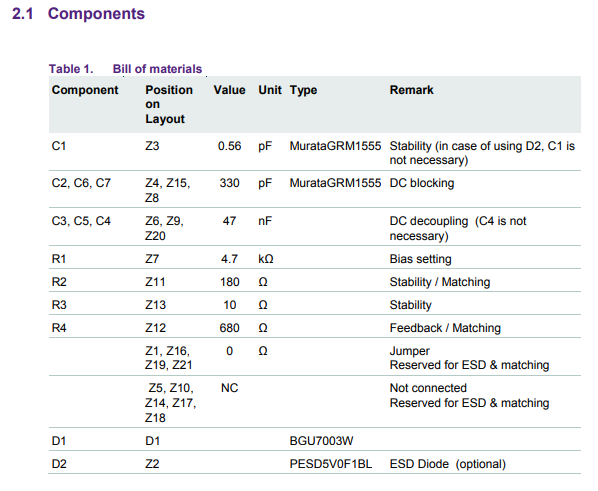 2.1 Components
Table 1. Bill of materials
Component Position on Layout Value Unit Type Remark
C1 Z3 0.56 pF MurataGRM1555 Stability (in case of using D2, C1 is
not necessary)
C2, C6, C7 Z4, Z15, 330 pF MurataGRM1555 DC blocking
Z8
C3, C5, C4 Z6, Z9, 47 nF DC decoupling (C4 is not
Z20 necessary)
R1 Z7 4.7 kΩ Bias setting
R2 Z11 180 Ω Stability / Matching
R3 Z13 10 Ω Stability
R4 Z12 680 Ω Feedback / Matching
Z1, Z16, 0 Ω Jumper
Z19, Z21 Reserved for ESD & matching
Z5, Z10, NC Not connected
Z14, Z17, Reserved for ESD & matching
Z18
D1 D1 BGU7003W
D2 Z2 PESD5V0F1BL ESD Diode (optional)